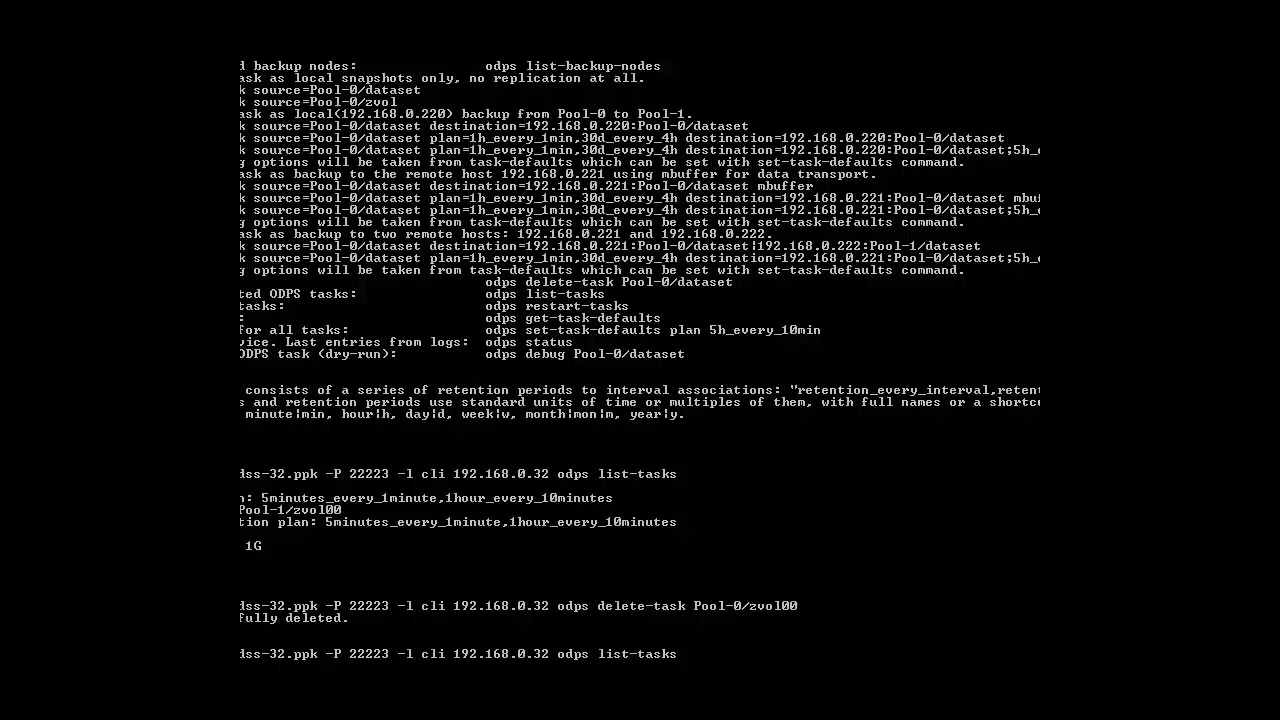 d backup nodes: odps list-backup-nodes
ask as local snapshots only, no replication at all.
k source=Pool-0/dataset
k source=Pool-0/zvol
ask as local(192.168.0.220) backup from Pool-0 to Pool-1.
k source=Pool-0/dataset destination=192.168.0.220:Pool-0/dataset
k source=Pool-0/dataset plan=1h_every_1min,30d_every_4h destination=192.168.0.220:Pool-0/dataset
k source=Pool-0/dataset plan=1h_every_1min,30d_every_4h destination=192.168.0.220:Pool-0/dataset;5h_e
g options will be taken from task-defaults which can be set with set-task-defaults command.
ask as backup to the remote host 192.168.0.221 using mbuffer for data transport.
k source=Pool-0/dataset destination=192.168.0.221:Pool-0/dataset mbuffer
k source=Pool-0/dataset plan=1h_every_1min,30d_every_4h destination=192.168.0.221:Pool-0/dataset mbuf
k source=Pool-0/dataset plan=1h_every_1min,30d_every_4h destination=192.168.0.221:Pool-0/dataset;5h_e
g options will be taken from task-defaults which can be set with set-task-defaults command.
ask as backup to two remote hosts: 192.168.0.221 and 192.168.0.222.
k source=Pool-0/dataset destination=192.168.0.221:Pool-0/dataset|192.168.0.222:Pool-1/dataset
k source=Pool-0/dataset plan=1h_every_1min,30d_every_4h destination=192.168.0.221:Pool-0/dataset;5h_e
g options will be taken from task-defaults which can be set with set-task-defaults command.
odps delete-task Pool-0/dataset
ted ODPS tasks: odps list-tasks
tasks: odps restart-tasks
: odps get-task-defaults
for all tasks: odps set-task-defaults plan 5h_every_10min
vice. Last entries from logs: odps status
ODPS task (dry-run): odps debug Pool-0/dataset
consists of a series of retention periods to interval associations: "retention_every_interval,retent
s and retention periods use standard units of time or multiples of them, with full names or a shortcu
minute|min, hour|h, day|d, week|w, month|mon|m, year|y.
dss-32.ppk -P 22223 -l cli 192.168.0.32 odps list-tasks
n: 5minutes_every_1minute,1hour_every_10minutes
Pool-1/zvol00
tion plan: 5minutes_every_1minute,1hour_every_10minutes
1G
dss-32.ppk -P 22223 -l cli 192.168.0.32 odps delete-task Pool-0/zvol00
fully deleted.
dss-32.ppk -P 22223 -l cli 192.168.0.32 odps list-tasks